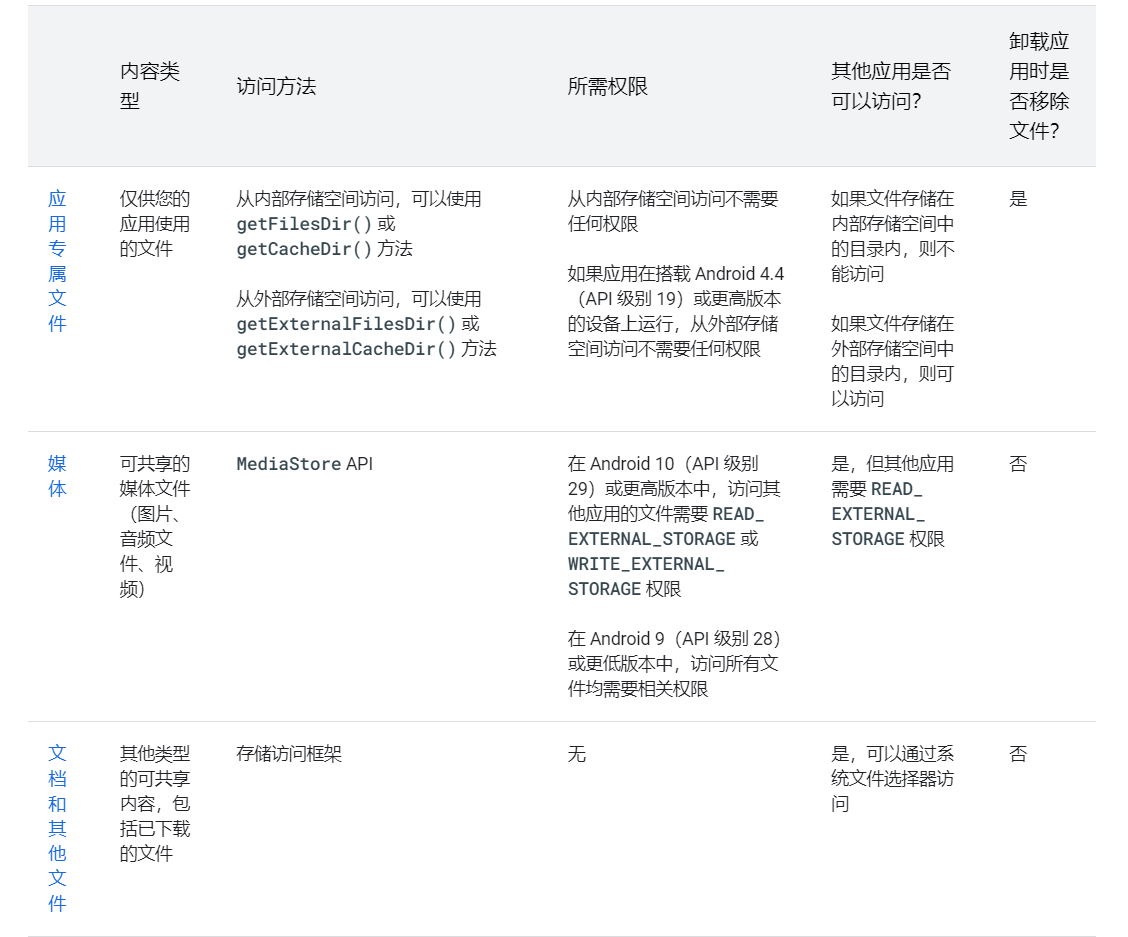 内容类
型
访问方法
所需权限
其他应用是否
可以访问?
卸载应
用时是
否移除
文件?
应
用
专
属
文
件
仅供您的
应用使用
的文件
从内部存储空间访问，可以使用
getFilesDir() 或
getCacheDir() 方法
从外部存储空间访问，可以使用
getExternalFilesDir() 或
getExternalCacheDir() 方法
从内部存储空间访问不需要
任何权限
如果应用在搭载 Android 4.4
（API 级别 19）或更高版本
的设备上运行，从外部存储
空间访问不需要任何权限
如果文件存储在
内部存储空间中
的目录内，则不
能访问
如果文件存储在
外部存储空间中
的目录内，则可
以访问
是
媒
体
可共享的
媒体文件
（图片、
音频文
件、视
频）
MediaStore API
在 Android 10（API 级别
29）或更高版本中，访问其
他应用的文件需要 READ_
EXTERNAL_STORAGE 或
WRITE_EXTERNAL_
STORAGE 权限
在 Android 9（API 级别 28）
或更低版本中，访问所有文
件均需要相关权限
是，但其他应用
需要 READ_
EXTERNAL_
STORAGE 权限
否
文
档
和
其
他
文
件
其他类型
的可共享
内容，包
括已下载
的文件
存储访问框架
无
是，可以通过系
统文件选择器访
问
否